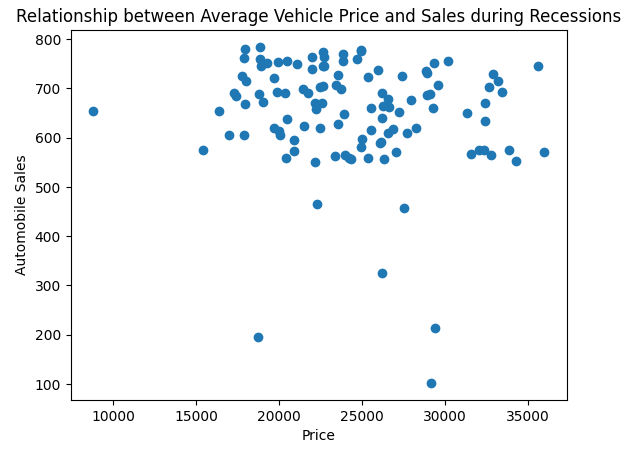 Relationship between Average Vehicle Price and Sales during Recessions
800
700
600
500
400
300
200
100
Automobile Sales
10000 15000 20000 25000 30000 35000
Price